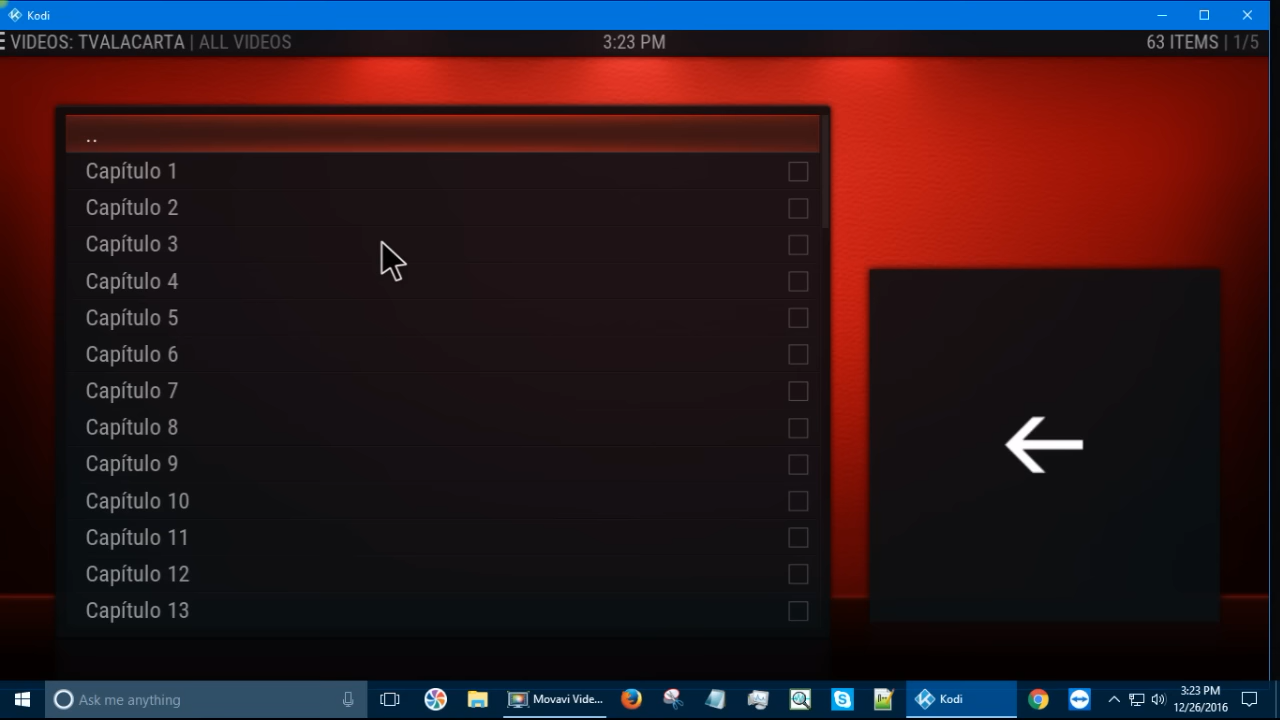 Kodi
VIDEOS: TVALACARTA | ALL VIDEOS
3:23 PM
63 ITEMS | 1/5
..
Capítulo 1
Capítulo 2
Capítulo 3
Capítulo 4
Capítulo 5
Capítulo 6
Capítulo 7
Capítulo 8
Capítulo 9
Capítulo 10
Capítulo 11
Capítulo 12
Capítulo 13
Ask me anything
Movavi Vide...
Kodi
3:23 PM
12/26/2016